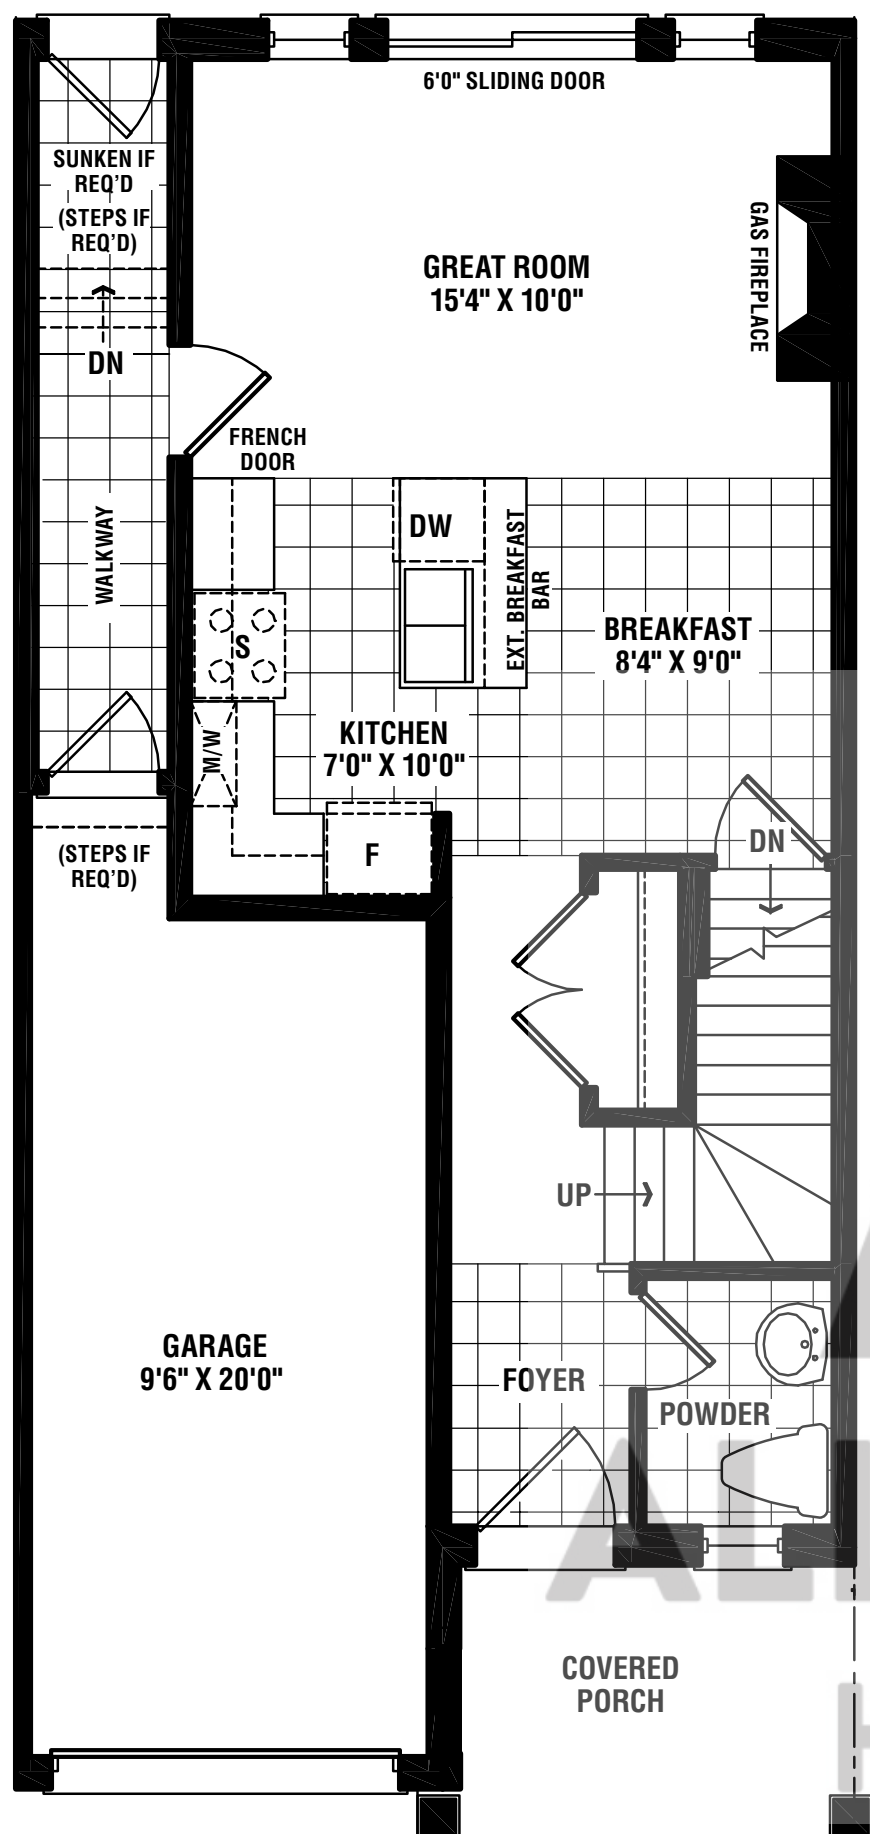 6'0" SLIDING DOOR
SUNKEN IF
REQ'D
(STEPS IF
REQ'D)
GREAT ROOM
15'4" X 10'0"
GAS FIREPLACE
DN
FRENCH
DOOR
WALKWAY
DW
EXT. BREAKFAST
BAR
S
BREAKFAST
8'4" X 9'0"
M/W
KITCHEN
7'0" X 10'0"
F
DN
(STEPS IF
REQ'D)
UP
GARAGE
9'6" X 20'0"
FOYER
POWDER
COVERED
PORCH